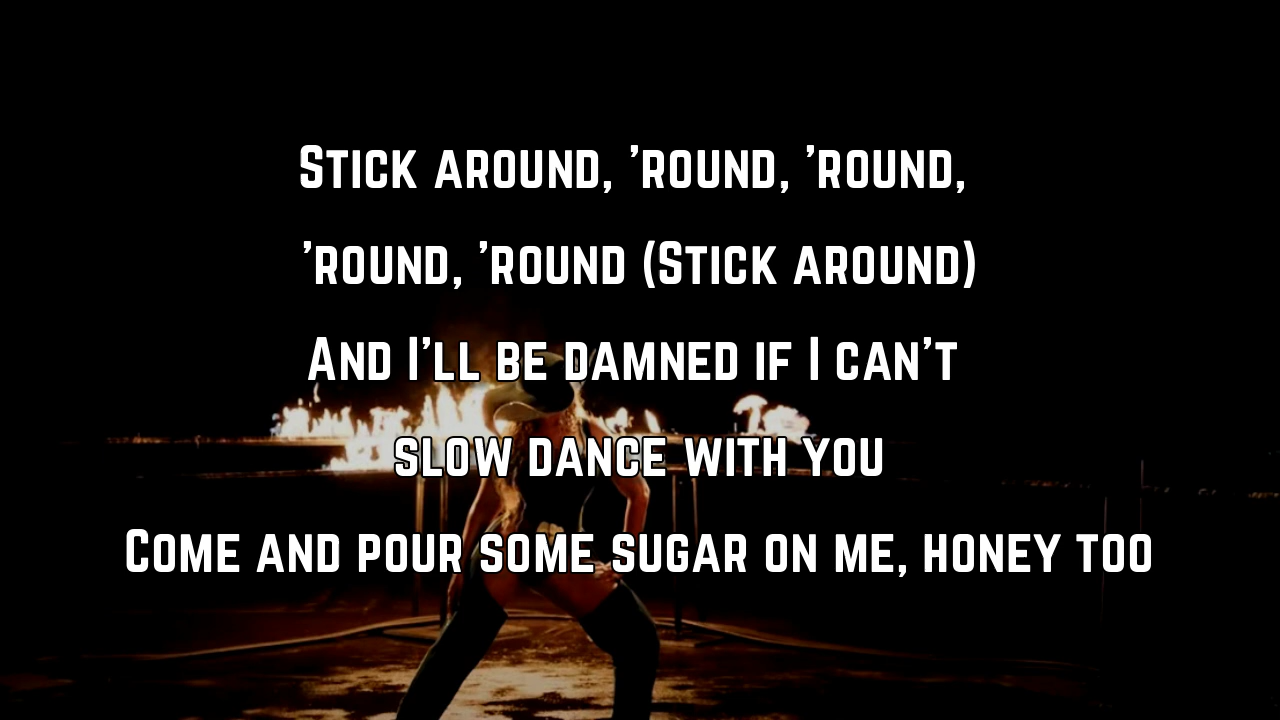 Stick around, 'round, 'round,
'round, 'round (Stick around)
And I'll be damned if I can't
slow dance with you
Come and pour some sugar on me, honey too